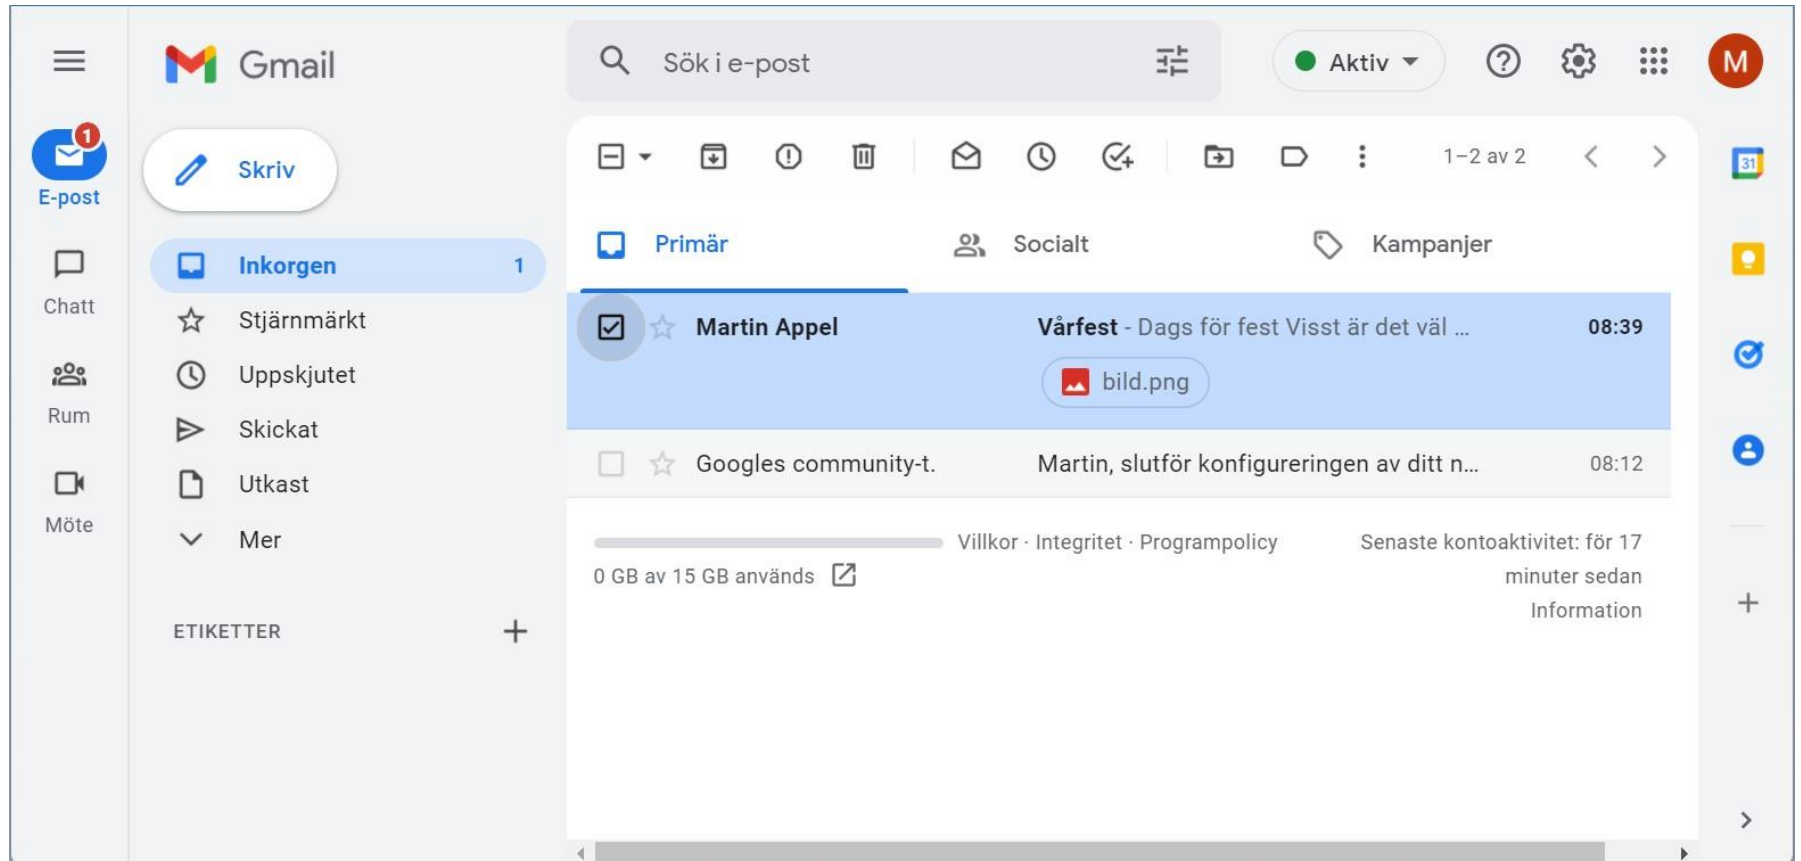 Gmail
Sök i e-post
Aktiv
M
1
E-post
Skriv
1–2 av 2
31
Primär
Socialt
Kampanjer
Inkorgen 1
Chatt
Stjärnmärkt
Martin Appel Vårfest - Dags för fest Visst är det väl ... 08:39
Uppskjutet
bild.png
Rum
Skickat
Googles community-t. Martin, slutför konfigureringen av ditt n... 08:12
Utkast
Möte
Mer
Villkor · Integritet · Programpolicy
Senaste kontoaktivitet: för 17
minuter sedan
Information
0 GB av 15 GB används
ETIKETTER